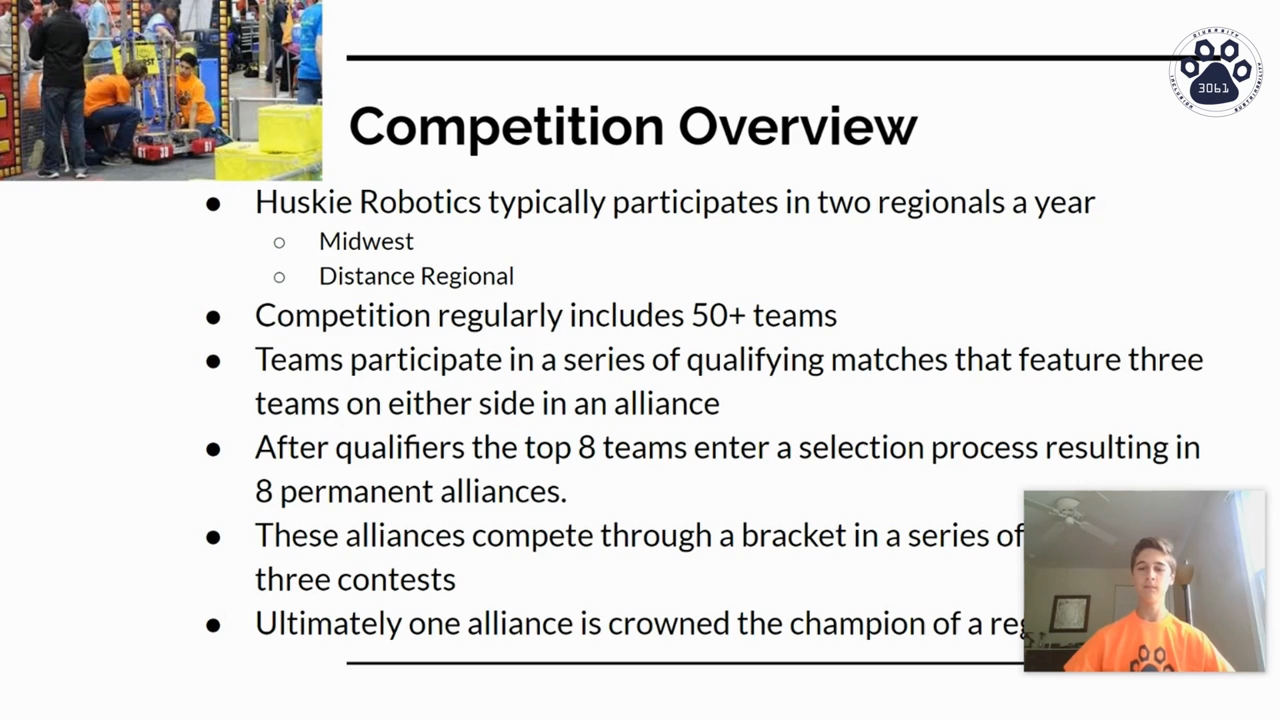 DIVERSITY
INCLUSION
3061
Competition Overview
● Huskie Robotics typically participates in two regionals a year
○ Midwest
○ Distance Regional
● Competition regularly includes 50+ teams
● Teams participate in a series of qualifying matches that feature three
teams on either side in an alliance
● After qualifiers the top 8 teams enter a selection process resulting in
8 permanent alliances.
● These alliances compete through a bracket in a series of
three contests
● Ultimately one alliance is crowned the champion of a